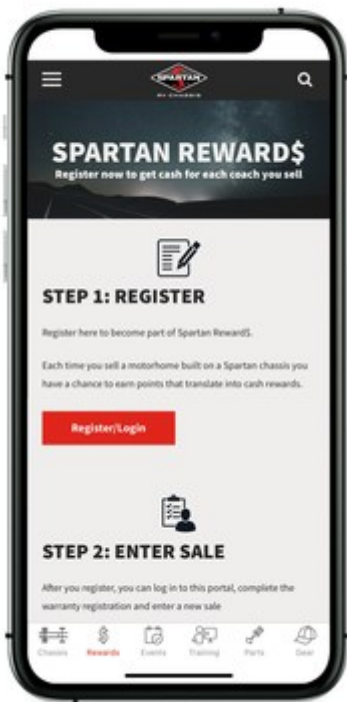 SPARTAN
RV CHASSIS
SPARTAN REWARD$
Register now to get cash for each coach you sell
STEP 1: REGISTER
Register here to become part of Spartan Reward$.
Each time you sell a motorhome built on a Spartan chassis you
have a chance to earn points that translate into cash rewards.
Register/Login
STEP 2: ENTER SALE
After you register, you can log in to this portal, complete the
warranty registration and enter a new sale
Chassis Rewards Events Training Parts Gear